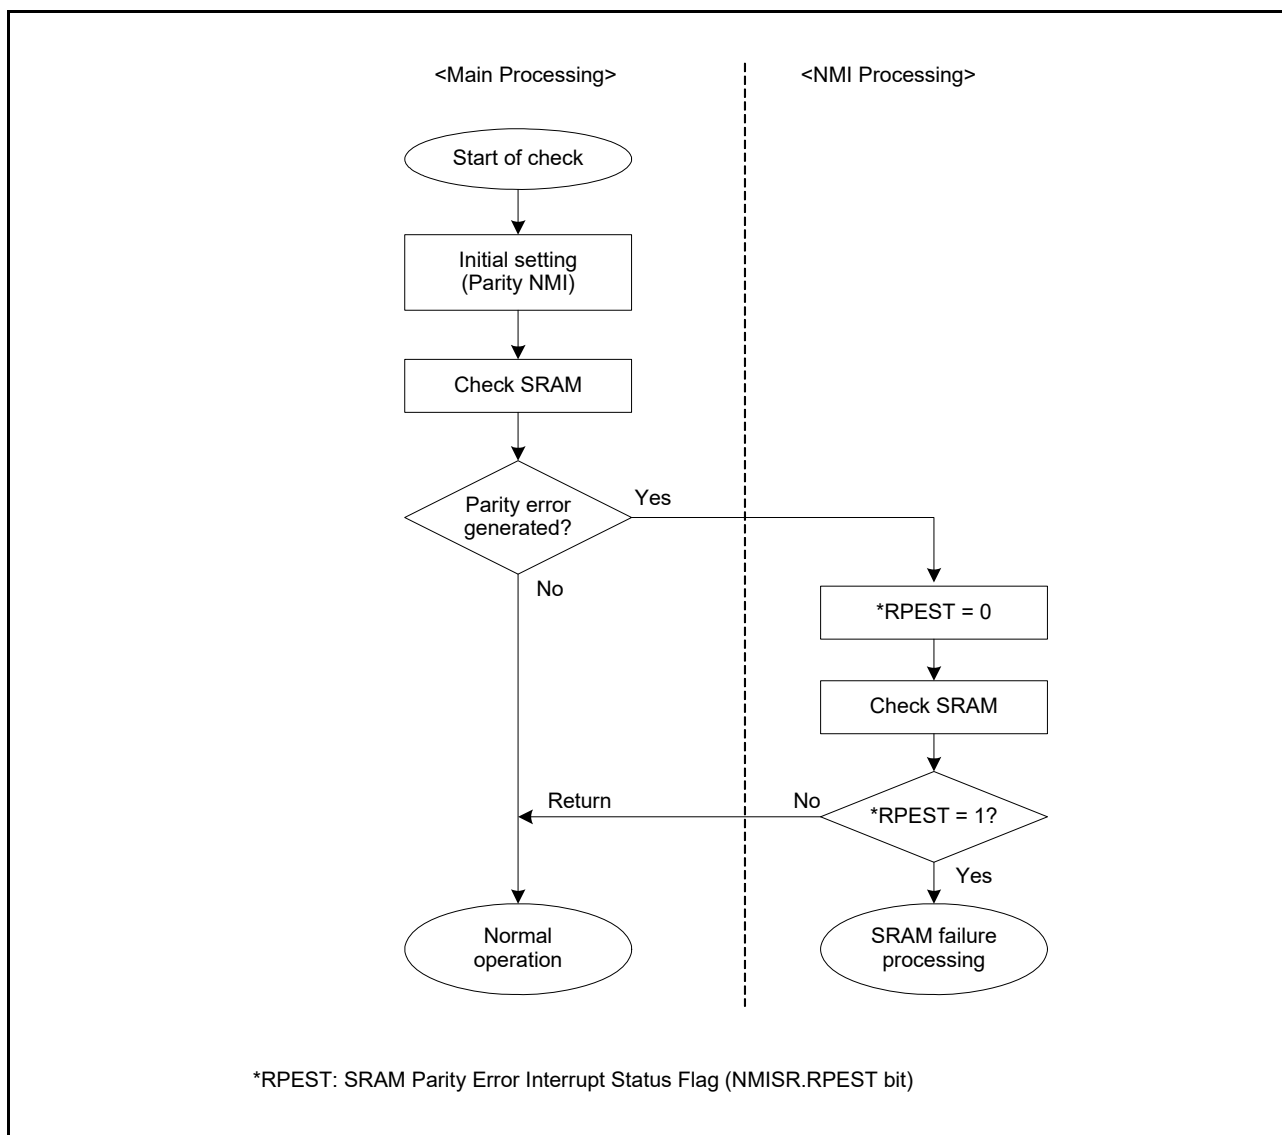 <Main Processing>
<NMI Processing>
Start of check
Initial setting
(Parity NMI)
Check SRAM
Parity error
generated?
Yes
No
*RPEST = 0
Check SRAM
*RPEST = 1?
No
Return
Yes
Normal
operation
SRAM failure
processing
*RPEST: SRAM Parity Error Interrupt Status Flag (NMISR.RPEST bit)